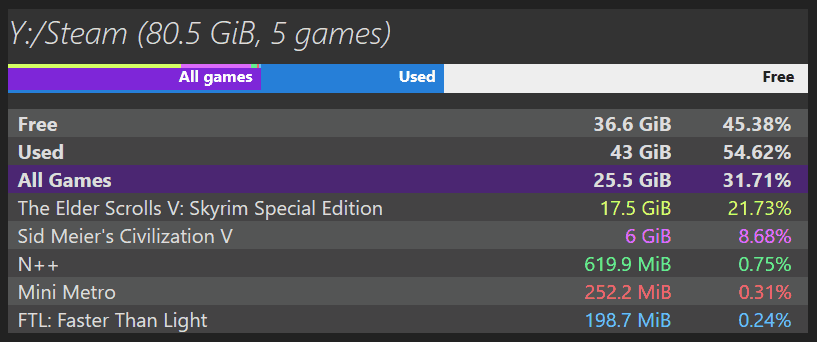 Y:/Steam (80.5 GiB, 5 games)
All games Used Free
Free 36.6 GiB 45.38%
Used 43 GiB 54.62%
All Games 25.5 GiB 31.71%
The Elder Scrolls V: Skyrim Special Edition 17.5 GiB 21.73%
Sid Meier's Civilization V 6 GiB 8.68%
N++ 619.9 MiB 0.75%
Mini Metro 252.2 MiB 0.31%
FTL: Faster Than Light 198.7 MiB 0.24%